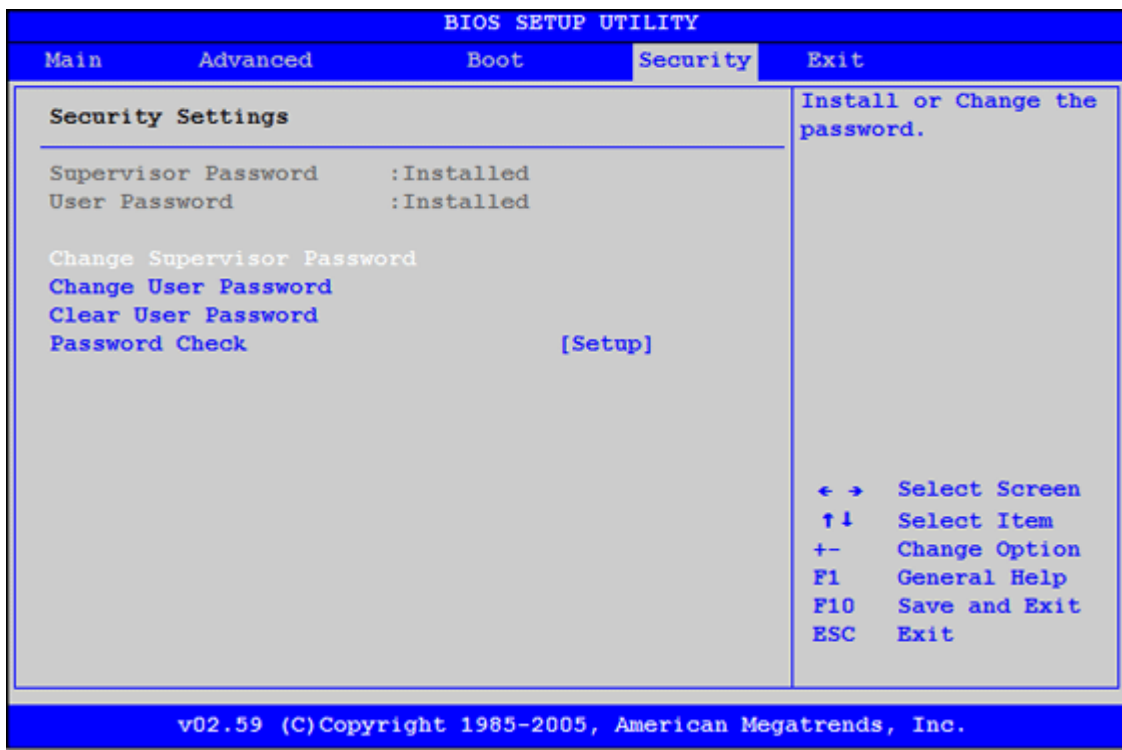 BIOS SETUP UTILITY
Main Advanced Boot Security Exit
Security Settings
Supervisor Password :Installed
User Password :Installed
Change Supervisor Password
Change User Password
Clear User Password
Password Check [Setup]
Install or Change the
password.
← → Select Screen
↑↓ Select Item
+- Change Option
F1 General Help
F10 Save and Exit
ESC Exit
v02.59 (C)Copyright 1985-2005, American Megatrends, Inc.